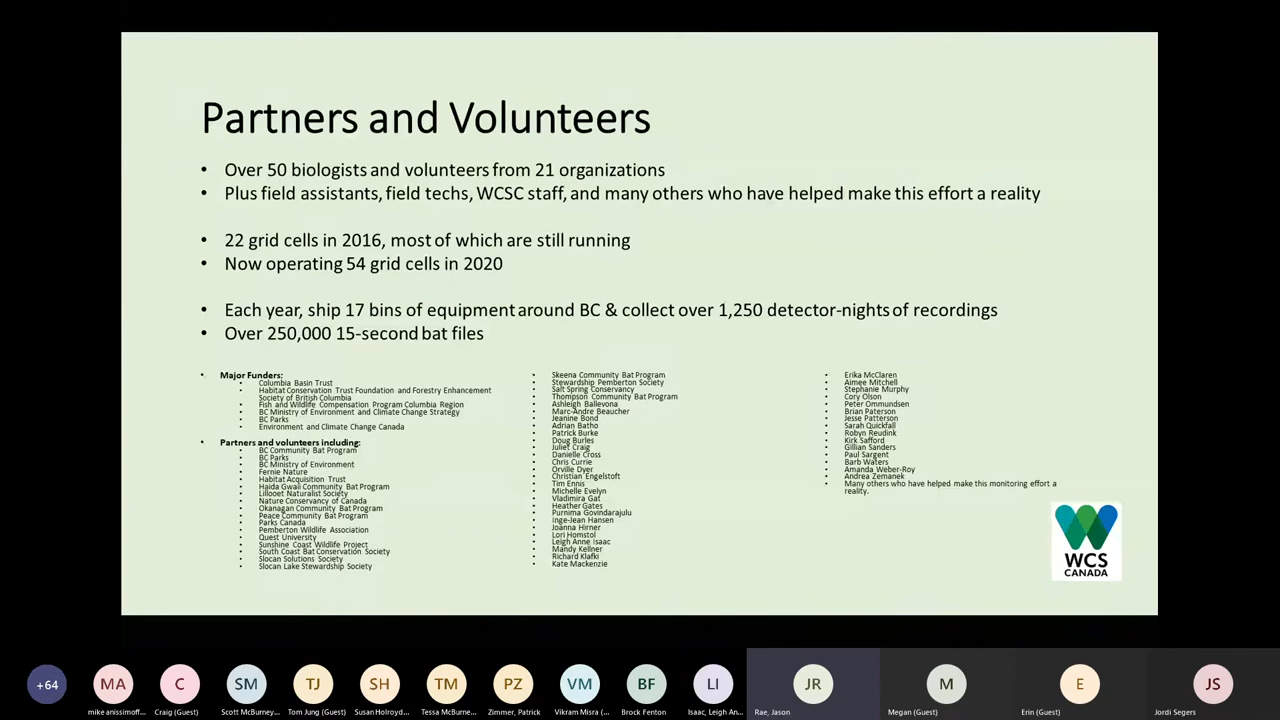 Partners and Volunteers
• Over 50 biologists and volunteers from 21 organizations
• Plus field assistants, field techs, WCSC staff, and many others who have helped make this effort a reality
• 22 grid cells in 2016, most of which are still running
• Now operating 54 grid cells in 2020
• Each year, ship 17 bins of equipment around BC & collect over 1,250 detector-nights of recordings
• Over 250,000 15-second bat files
• Major Funders:
• Columbia Basin Trust
• Habitat Conservation Trust Foundation and Forestry Enhancement
Society of British Columbia
• Fish and Wildlife Compensation Program Columbia Region
• BC Ministry of Environment and Climate Change Strategy
• BC Parks
• Environment and Climate Change Canada
• Partners and volunteers including:
• BC Community Bat Program
• BC Parks
• BC Ministry of Environment
• Fernie Nature
• Habitat Acquisition Trust
• Haida Gwaii Community Bat Program
• Lillooet Naturalist Society
• Nature Conservancy of Canada
• Okanagan Community Bat Program
• Peace Community Bat Program
• Parks Canada
• Pemberton Wildlife Association
• Quest University
• Sunshine Coast Wildlife Project
• South Coast Bat Conservation Society
• Slocan Solutions Society
• Slocan Lake Stewardship Society
• Skeena Community Bat Program
• Stewardship Pemberton Society
• Salt Spring Conservancy
• Thompson Community Bat Program
• Ashleigh Ballevona
• Marc-Andre Beaucher
• Jeanine Bond
• Adrian Batho
• Patrick Burke
• Doug Burles
• Juliet Craig
• Danielle Cross
• Chris Currie
• Orville Dyer
• Christian Engelstoft
• Tim Ennis
• Michelle Evelyn
• Vladimira Gat
• Heather Gates
• Purnima Govindarajulu
• Inge-Jean Hansen
• Joanna Hirner
• Lori Homstol
• Leigh Anne Isaac
• Mandy Kellner
• Richard Klafki
• Kate Mackenzie
• Erika McClaren
• Aimee Mitchell
• Stephanie Murphy
• Cory Olson
• Peter Ommundsen
• Brian Paterson
• Jesse Patterson
• Sarah Quickfall
• Robyn Reudink
• Kirk Safford
• Gillian Sanders
• Paul Sargent
• Barb Waters
• Amanda Weber-Roy
• Andrea Zemanek
• Many others who have helped make this monitoring effort a
reality.
WCS
CANADA
+64
MA
C
SM
TJ
SH
TM
PZ
VM
BF
LI
JR
M
E
JS
mike anissimoff...
Craig (Guest)
Scott McBurney...
Tom Jung (Guest)
Susan Holroyd...
Tessa McBurne...
Zimmer, Patrick
Vikram Misra (...
Brock Fenton
Isaac, Leigh An...
Rae, Jason
Megan (Guest)
Erin (Guest)
Jordi Segers